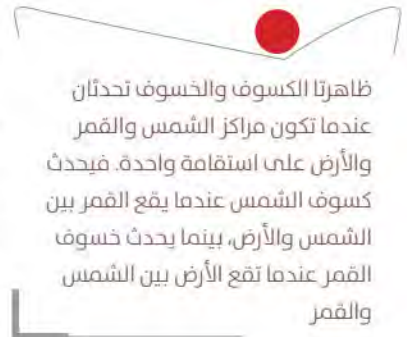 ظاهرتا الكسوف والخسوف تحدثان
عندما تكون مراكز الشمس والقمر
والأرض على استقامة واحدة. فيحدث
كسوف الشمس عندما يقع القمر بين
الشمس والأرض، بينما يحدث خسوف
القمر عندما تقع الأرض بين الشمس
والقمر